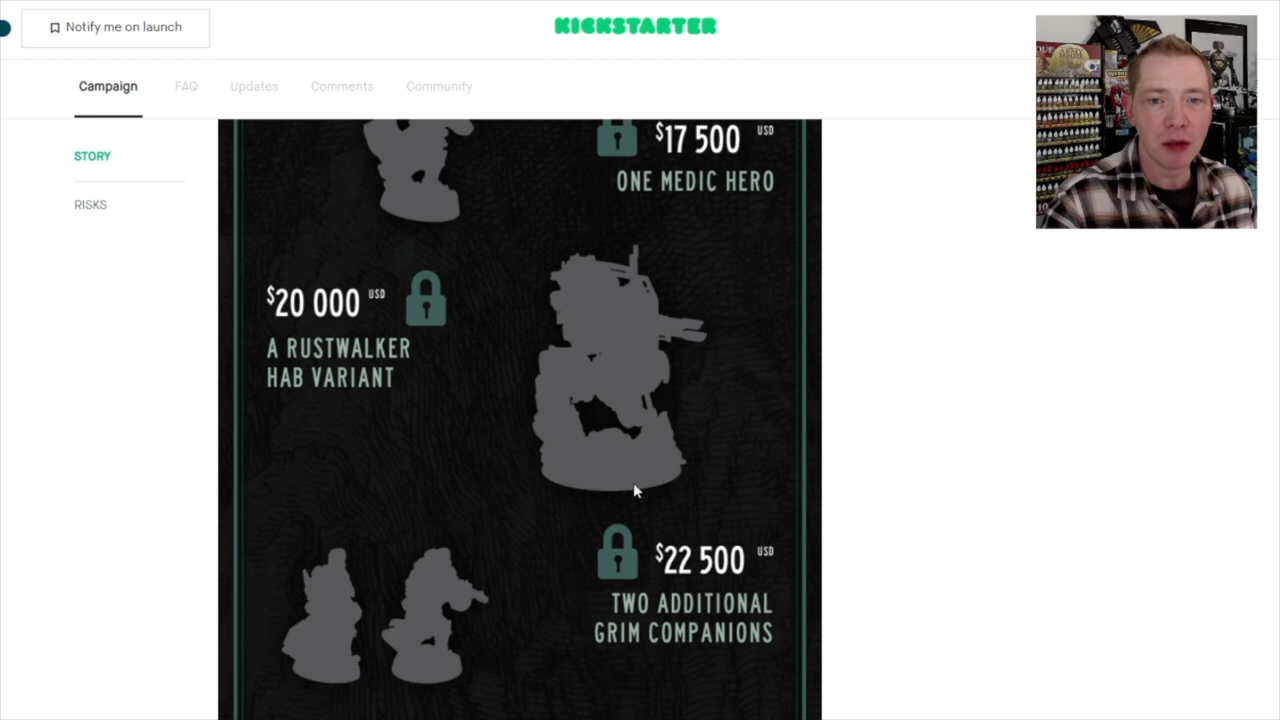 Notify me on launch
KICKSTARTER
Campaign
FAQ
Updates
Comments
Community
STORY
RISKS
$17 500 USD
ONE MEDIC HERO
$20 000 USD
A RUSTWALKER
HAB VARIANT
$22 500 USD
TWO ADDITIONAL
GRIM COMPANIONS